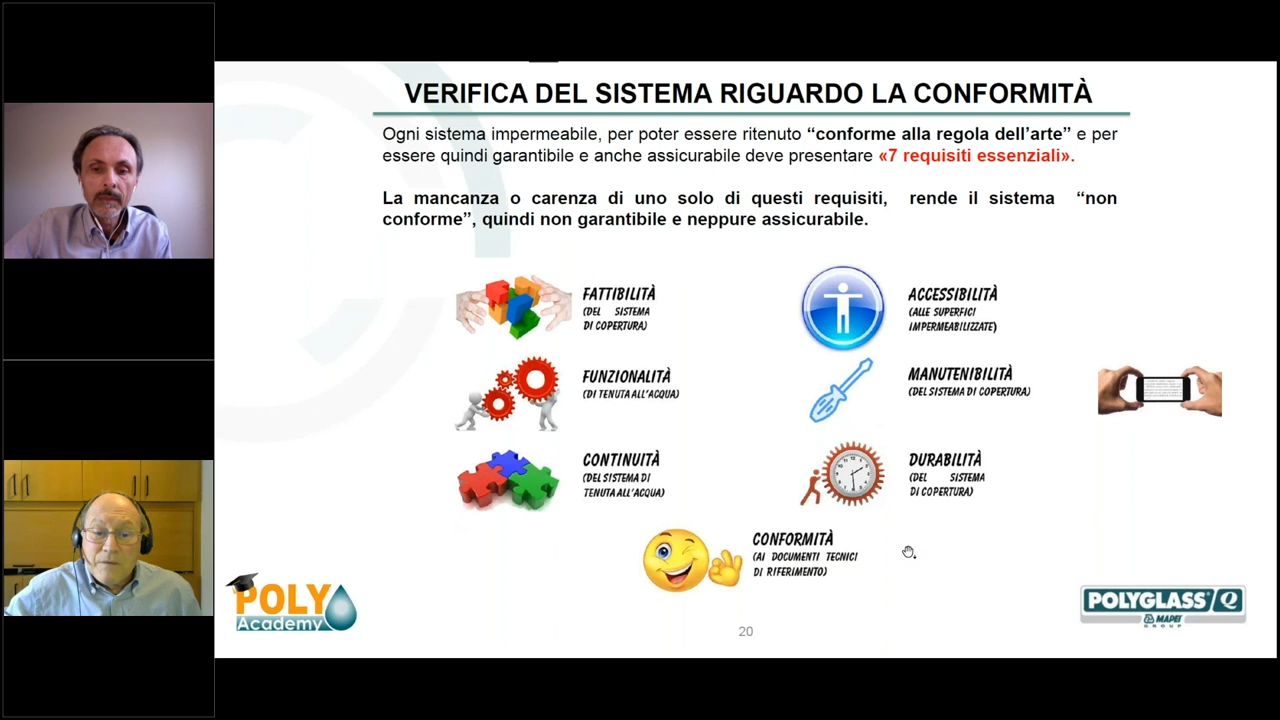 VERIFICA DEL SISTEMA RIGUARDO LA CONFORMITÀ
Ogni sistema impermeabile, per poter essere ritenuto “conforme alla regola dell’arte” e per
essere quindi garantibile e anche assicurabile deve presentare «7 requisiti essenziali».
La mancanza o carenza di uno solo di questi requisiti, rende il sistema “non
conforme”, quindi non garantibile e neppure assicurabile.
FATTIBILITÀ
(DEL SISTEMA
DI COPERTURA)
ACCESSIBILITÀ
(ALLE SUPERFICI
IMPERMEABILIZZATE)
FUNZIONALITÀ
(DI TENUTA ALL'ACQUA)
MANUTENIBILITÀ
(DEL SISTEMA DI COPERTURA)
CONTINUITÀ
(DEL SISTEMA DI
TENUTA ALL'ACQUA)
DURABILITÀ
(DEL SISTEMA
DI COPERTURA)
CONFORMITÀ
(AI DOCUMENTI TECNICI
DI RIFERIMENTO)
POLY
Academy
POLYGLASS
MAPEI
GROUP
20